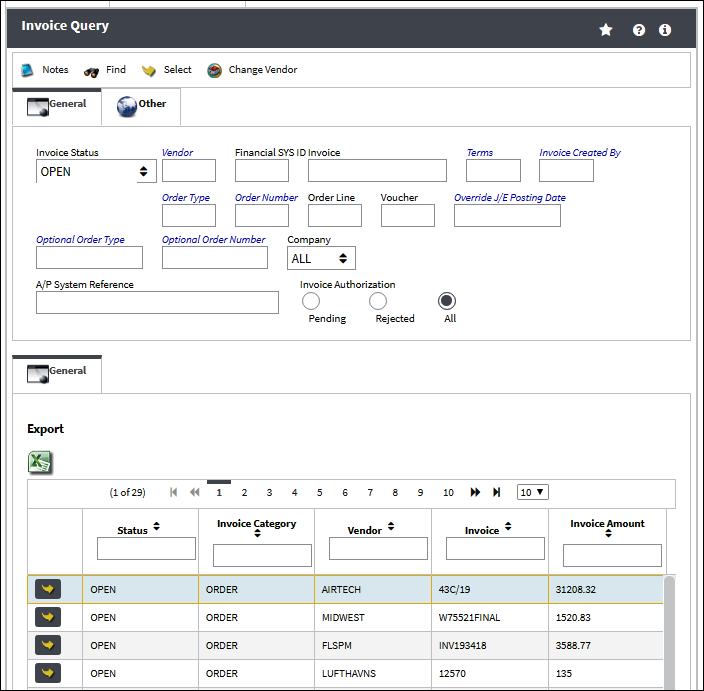 Invoice Query
Notes Find Select Change Vendor
General Other
Invoice Status Vendor Financial SYS ID Invoice Terms Invoice Created By
OPEN
Order Type Order Number Order Line Voucher Override J/E Posting Date
Optional Order Type Optional Order Number Company
ALL
A/P System Reference Invoice Authorization
Pending Rejected All
General
Export
(1 of 29) 1 2 3 4 5 6 7 8 9 10 10
Status Invoice Category Vendor Invoice Invoice Amount
OPEN ORDER AIRTECH 43C/19 31208.32
OPEN ORDER MIDWEST W75521FINAL 1520.83
OPEN ORDER FLSPM INV193418 3588.77
OPEN ORDER LUFTHAVNS 12570 135